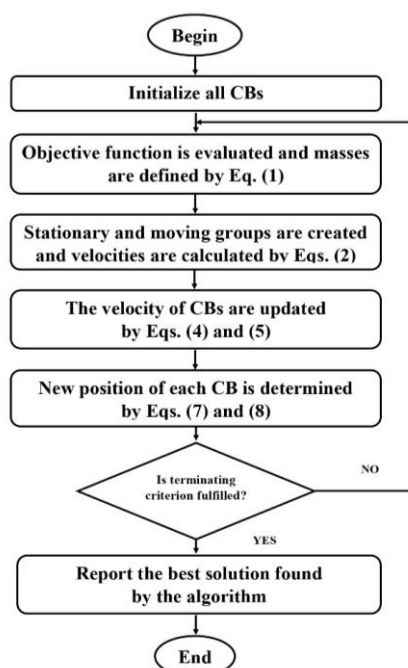 Begin
Initialize all CBs
Objective function is evaluated and masses
are defined by Eq. (1)
Stationary and moving groups are created
and velocities are calculated by Eqs. (2)
The velocity of CBs are updated
by Eqs. (4) and (5)
New position of each CB is determined
by Eqs. (7) and (8)
Is terminating
criterion fulfilled?
NO
YES
Report the best solution found
by the algorithm
End